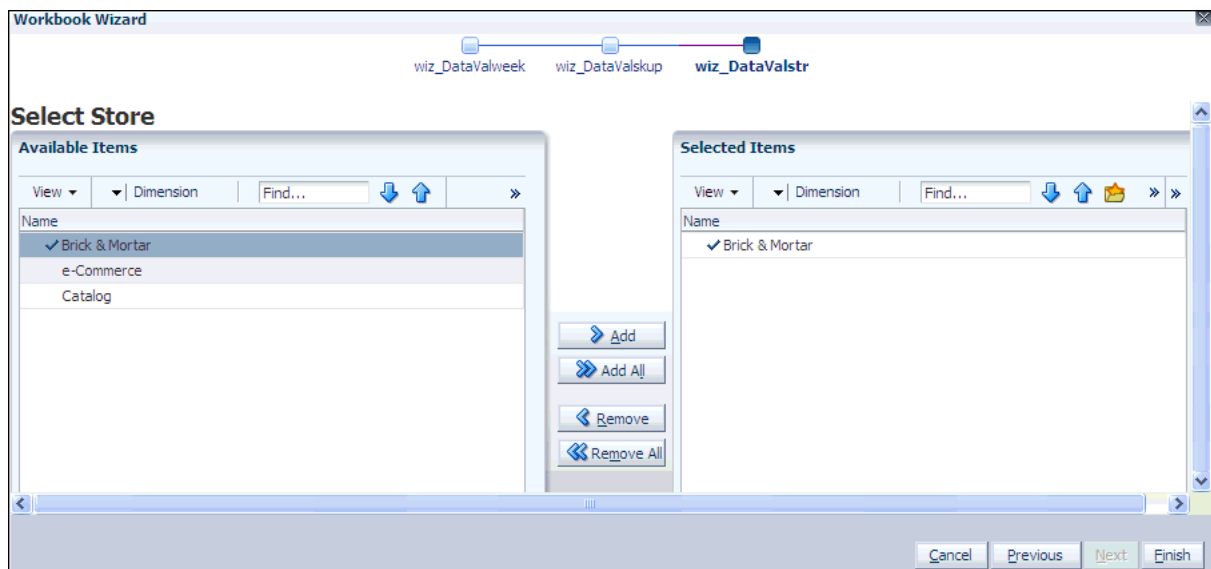 Workbook Wizard
wiz_DataValweek wiz_DataValskup wiz_DataValstr
Select Store
Available Items
View Dimension Find... »
Name
Brick & Mortar
e-Commerce
Catalog
Add
Add All
Remove
Remove All
Selected Items
View Dimension Find... » »
Name
Brick & Mortar
Cancel Previous Next Finish